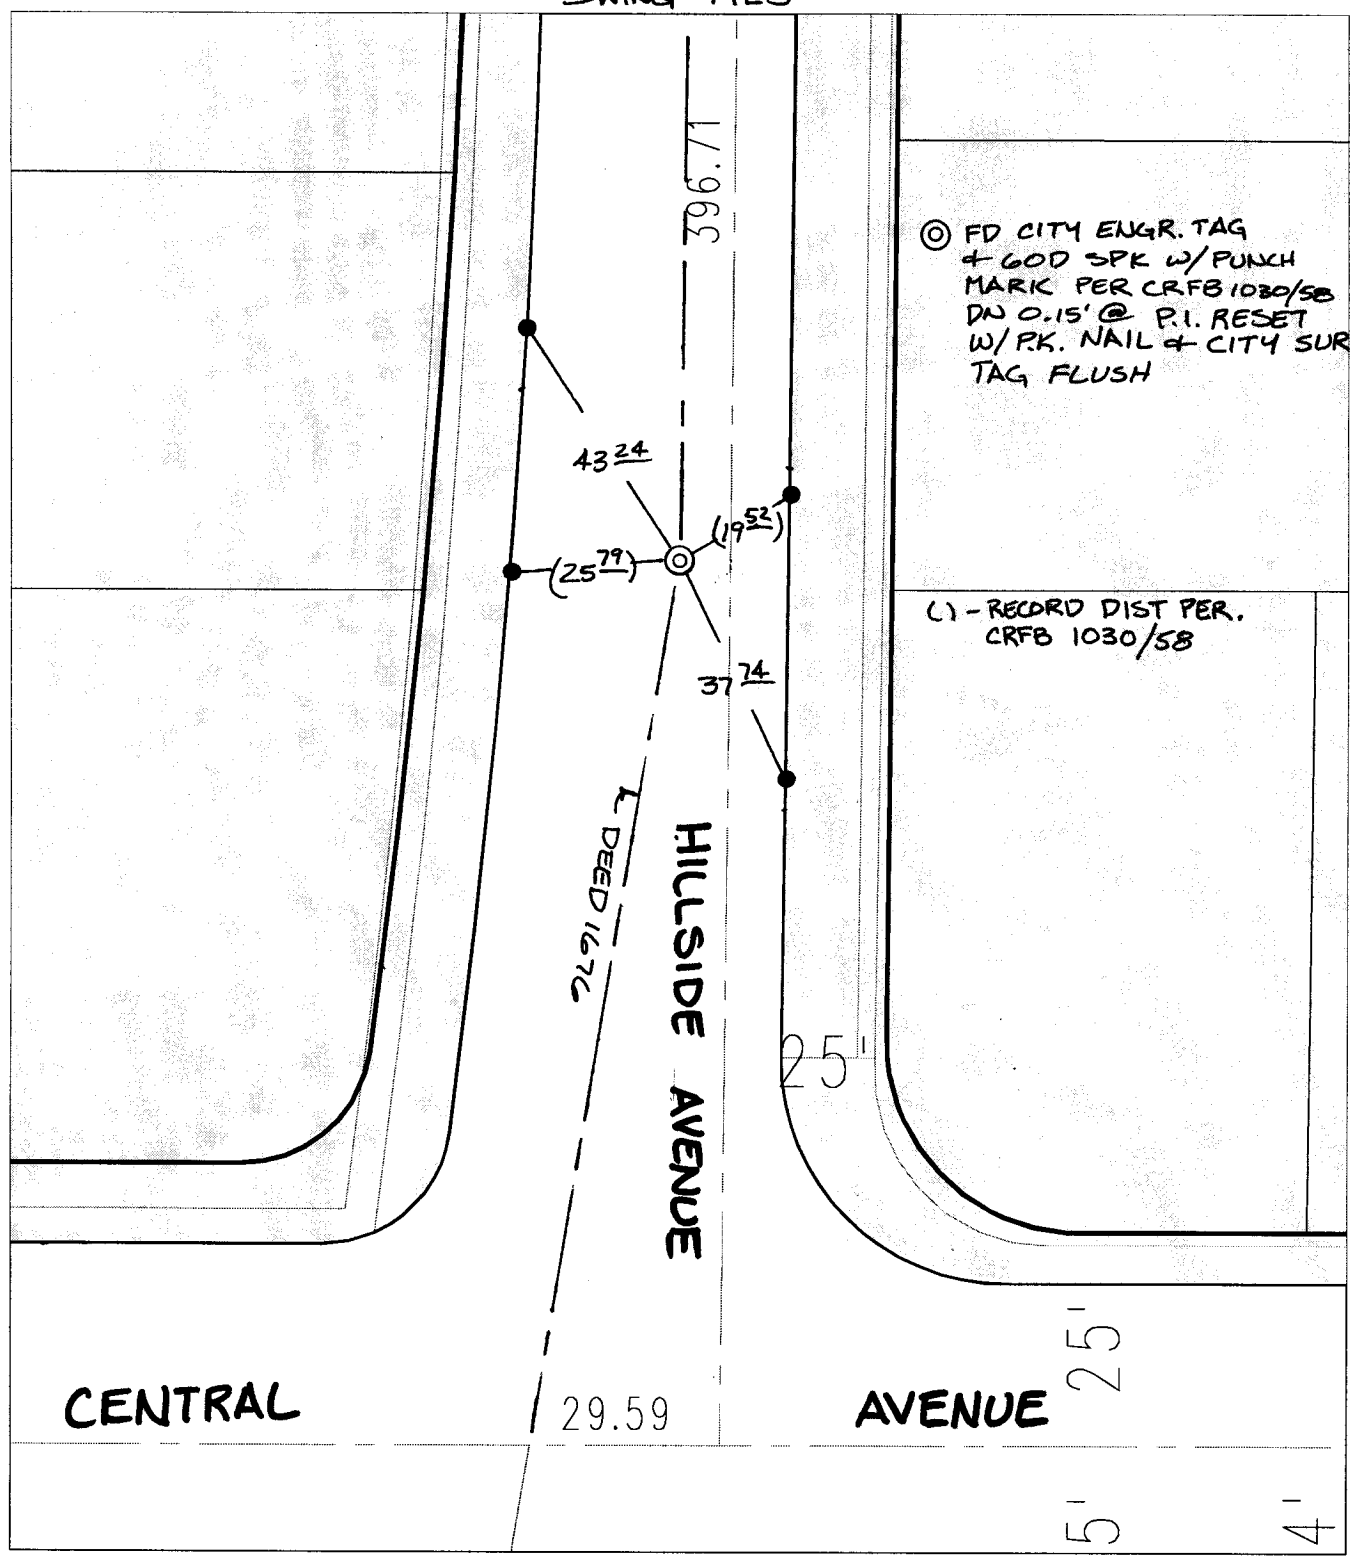 SWING TIES
396.71
FD CITY ENGR. TAG
+ 60D SPK W/ PUNCH
MARK PER CRFB 1030/58
DN 0.15' @ P.I. RESET
W/ P.K. NAIL + CITY SUR
TAG FLUSH
43 24
(19 52)
(25 79)
( ) - RECORD DIST PER.
CRFB 1030/58
37 74
DEED 1676
HILLSIDE AVENUE
25'
25'
CENTRAL AVENUE
29.59
5'
4'